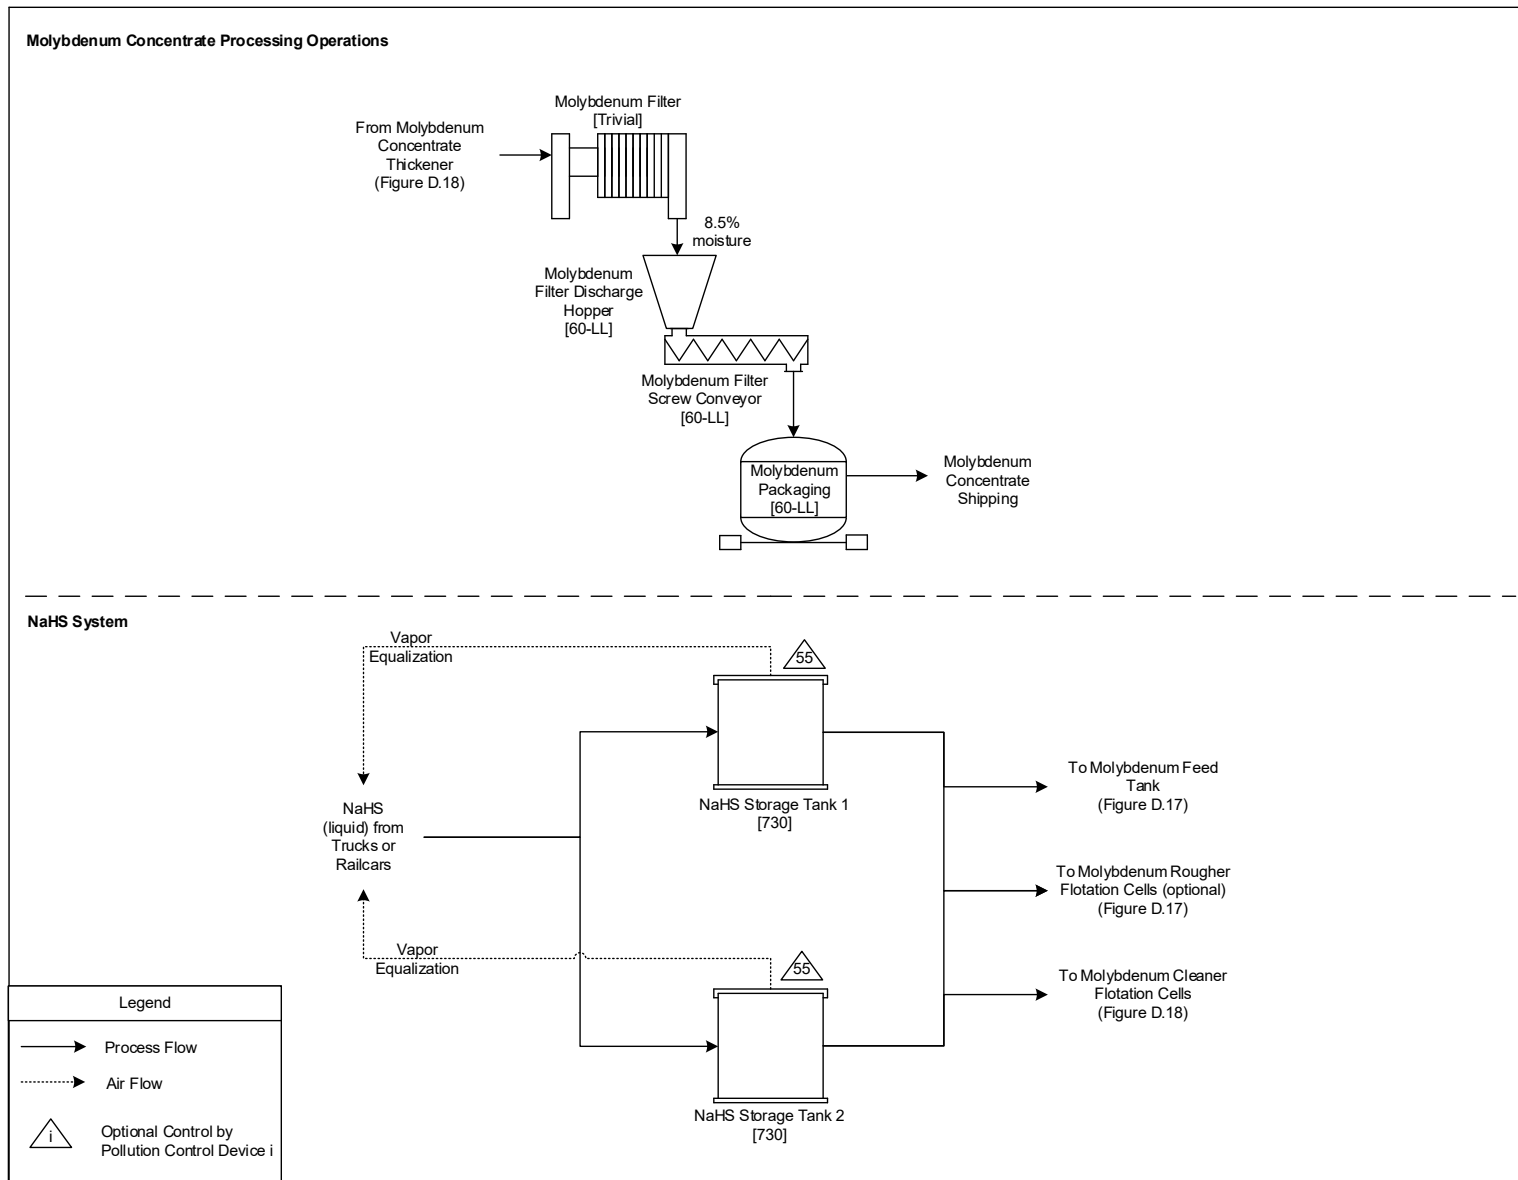 Molybdenum Concentrate Processing Operations
Molybdenum Filter
[Trivial]
From Molybdenum
Concentrate
Thickener
(Figure D.18)
8.5%
moisture
Molybdenum
Filter Discharge
Hopper
[60-LL]
Molybdenum Filter
Screw Conveyor
[60-LL]
Molybdenum
Packaging
[60-LL]
Molybdenum
Concentrate
Shipping
NaHS System
Vapor
Equalization
55
NaHS Storage Tank 1
[730]
NaHS
(liquid) from
Trucks or
Railcars
To Molybdenum Feed
Tank
(Figure D.17)
To Molybdenum Rougher
Flotation Cells (optional)
(Figure D.17)
Vapor
Equalization
55
To Molybdenum Cleaner
Flotation Cells
(Figure D.18)
NaHS Storage Tank 2
[730]
Legend
Process Flow
Air Flow
i
Optional Control by
Pollution Control Device i